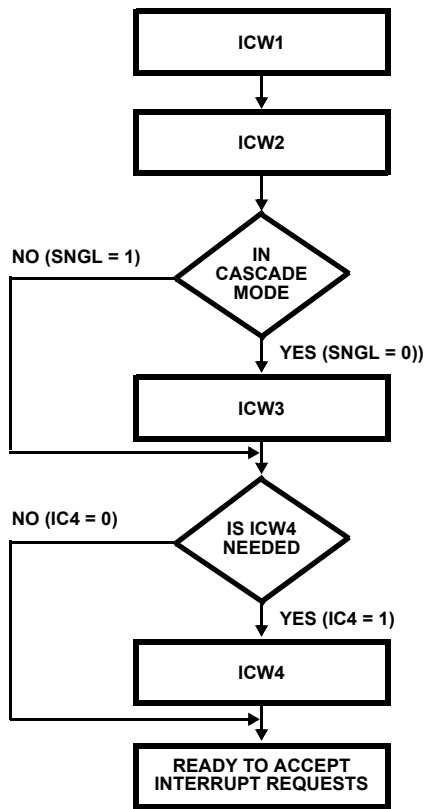 ICW1
ICW2
IN
CASCADE
MODE
NO (SNGL = 1)
YES (SNGL = 0))
ICW3
IS ICW4
NEEDED
NO (IC4 = 0)
YES (IC4 = 1)
ICW4
READY TO ACCEPT
INTERRUPT REQUESTS